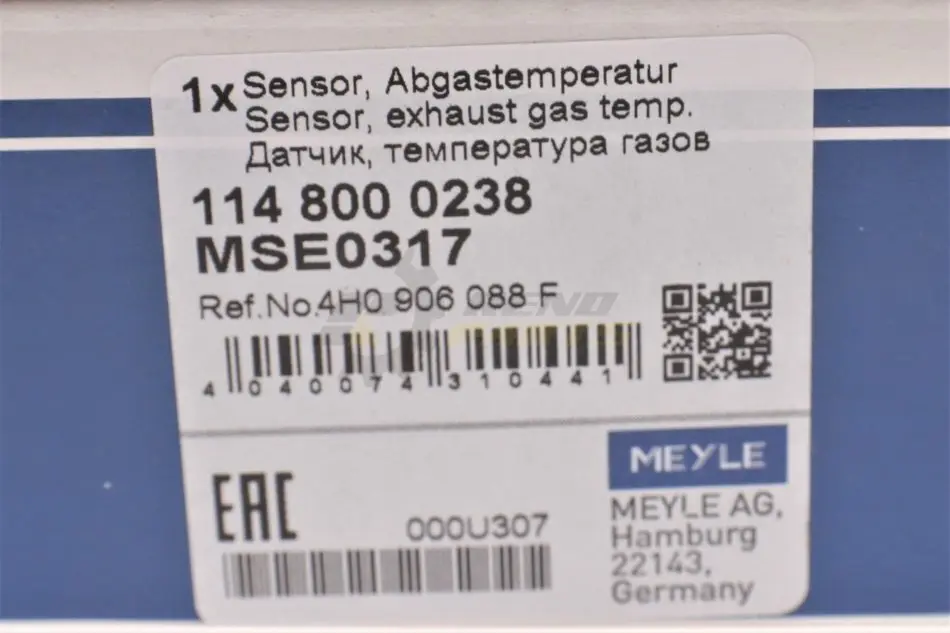 1x Sensor, Abgastemperatur
Sensor, exhaust gas temp.
Датчик, температура газов
114 800 0238
MSE0317
Ref.No.4H0 906 088 F
4 040074 310441
EAC
000U307
MEYLE
MEYLE AG,
Hamburg
22143,
Germany